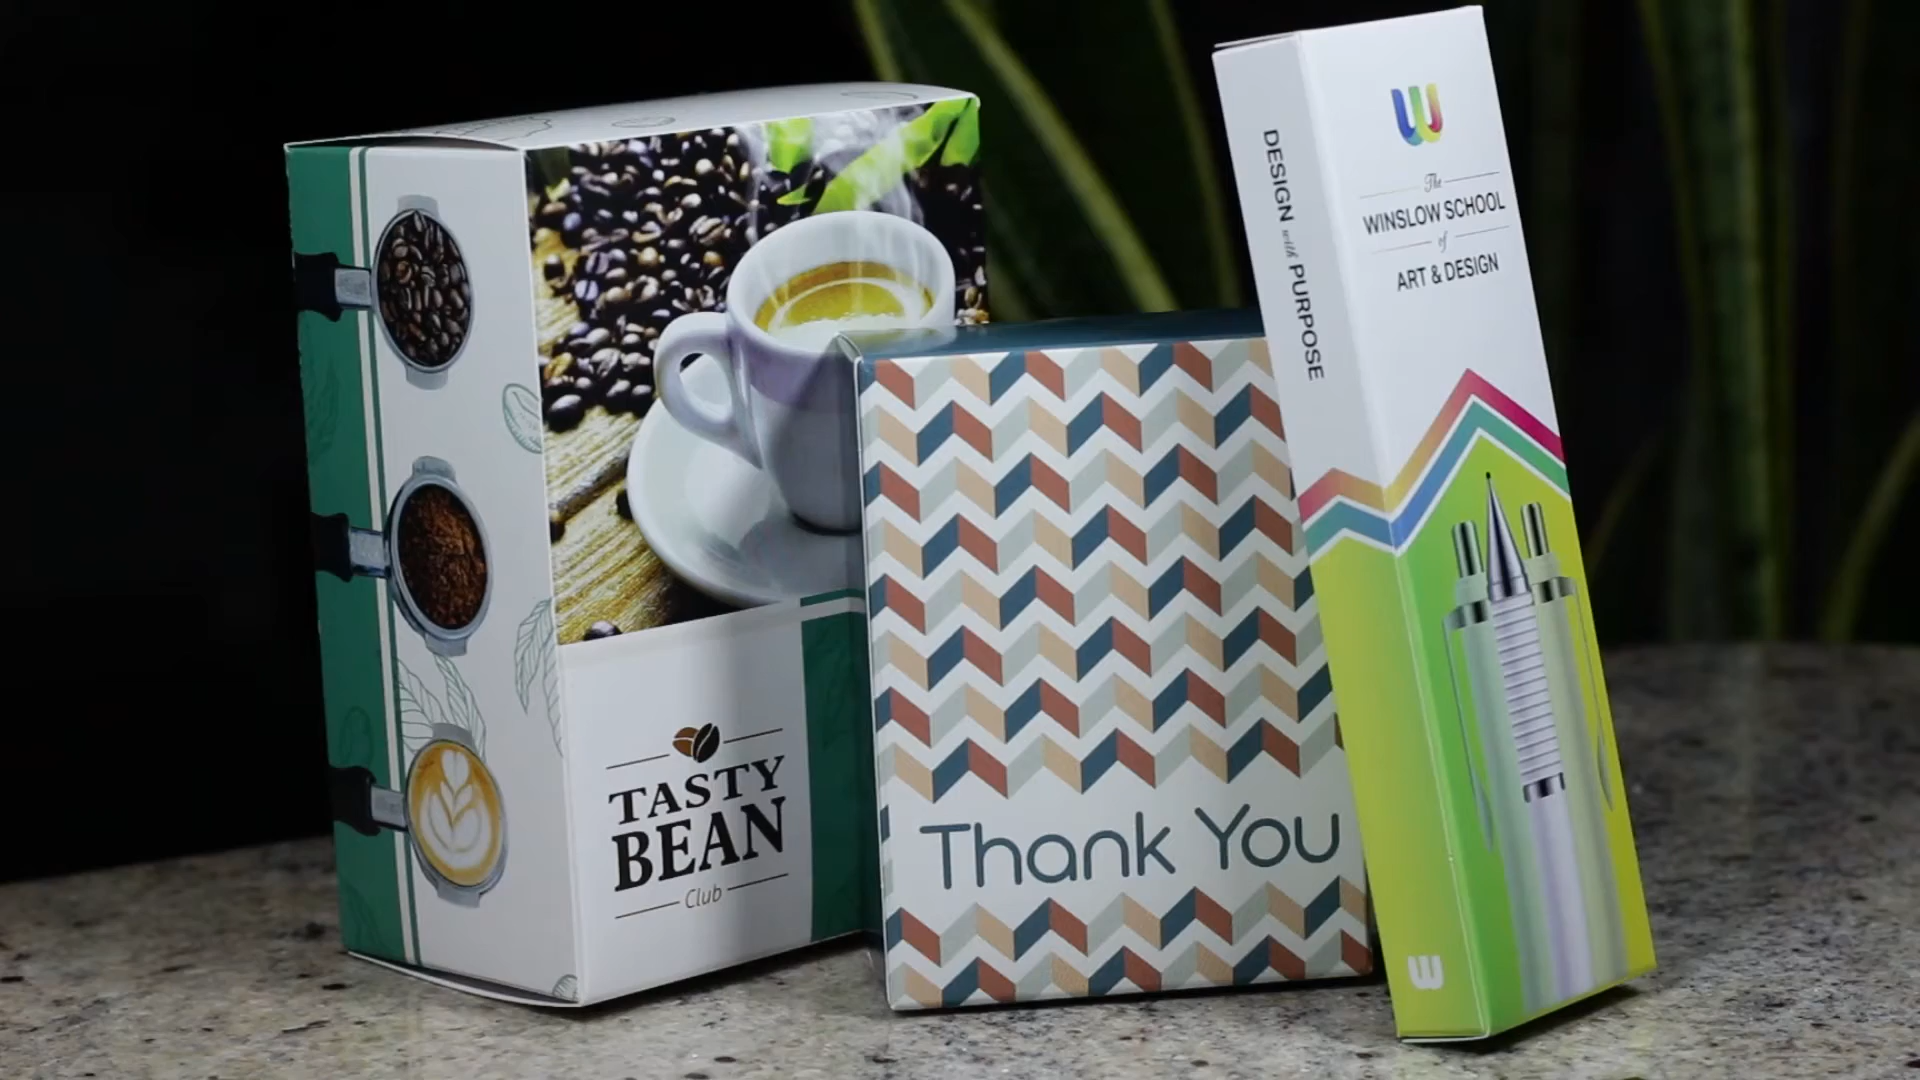 TASTY
BEAN
Club
Thank You
DESIGN with PURPOSE
W
The
WINSLOW SCHOOL
of
ART & DESIGN
W